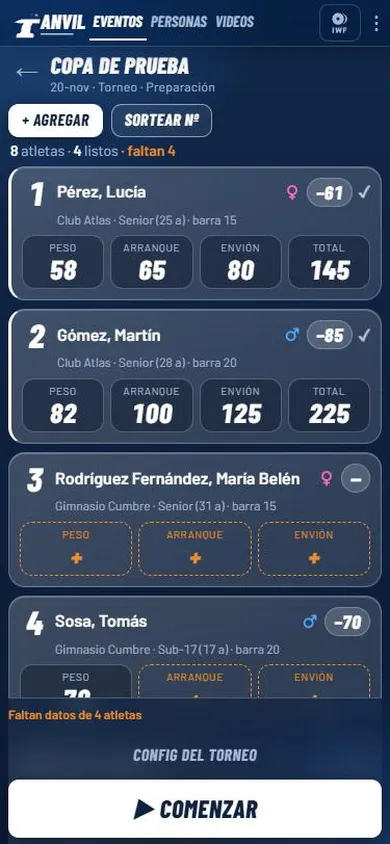 ANVIL EVENTOS PERSONAS VIDEOS IWF
← COPA DE PRUEBA
20-nov · Torneo · Preparación
+ AGREGAR SORTEAR Nº
8 atletas · 4 listos · faltan 4
1 Pérez, Lucía ♀ –61 ✓
Club Atlas · Senior (25 a) · barra 15
PESO ARRANQUE ENVIÓN TOTAL
58 65 80 145
2 Gómez, Martín ♂ –85 ✓
Club Atlas · Senior (28 a) · barra 20
PESO ARRANQUE ENVIÓN TOTAL
82 100 125 225
3 Rodríguez Fernández, María Belén ♀ –
Gimnasio Cumbre · Senior (31 a) · barra 15
PESO ARRANQUE ENVIÓN
+ + +
4 Sosa, Tomás ♂ –70
Gimnasio Cumbre · Sub-17 (17 a) · barra 20
PESO ARRANQUE ENVIÓN
Faltan datos de 4 atletas
CONFIG DEL TORNEO
▶ COMENZAR